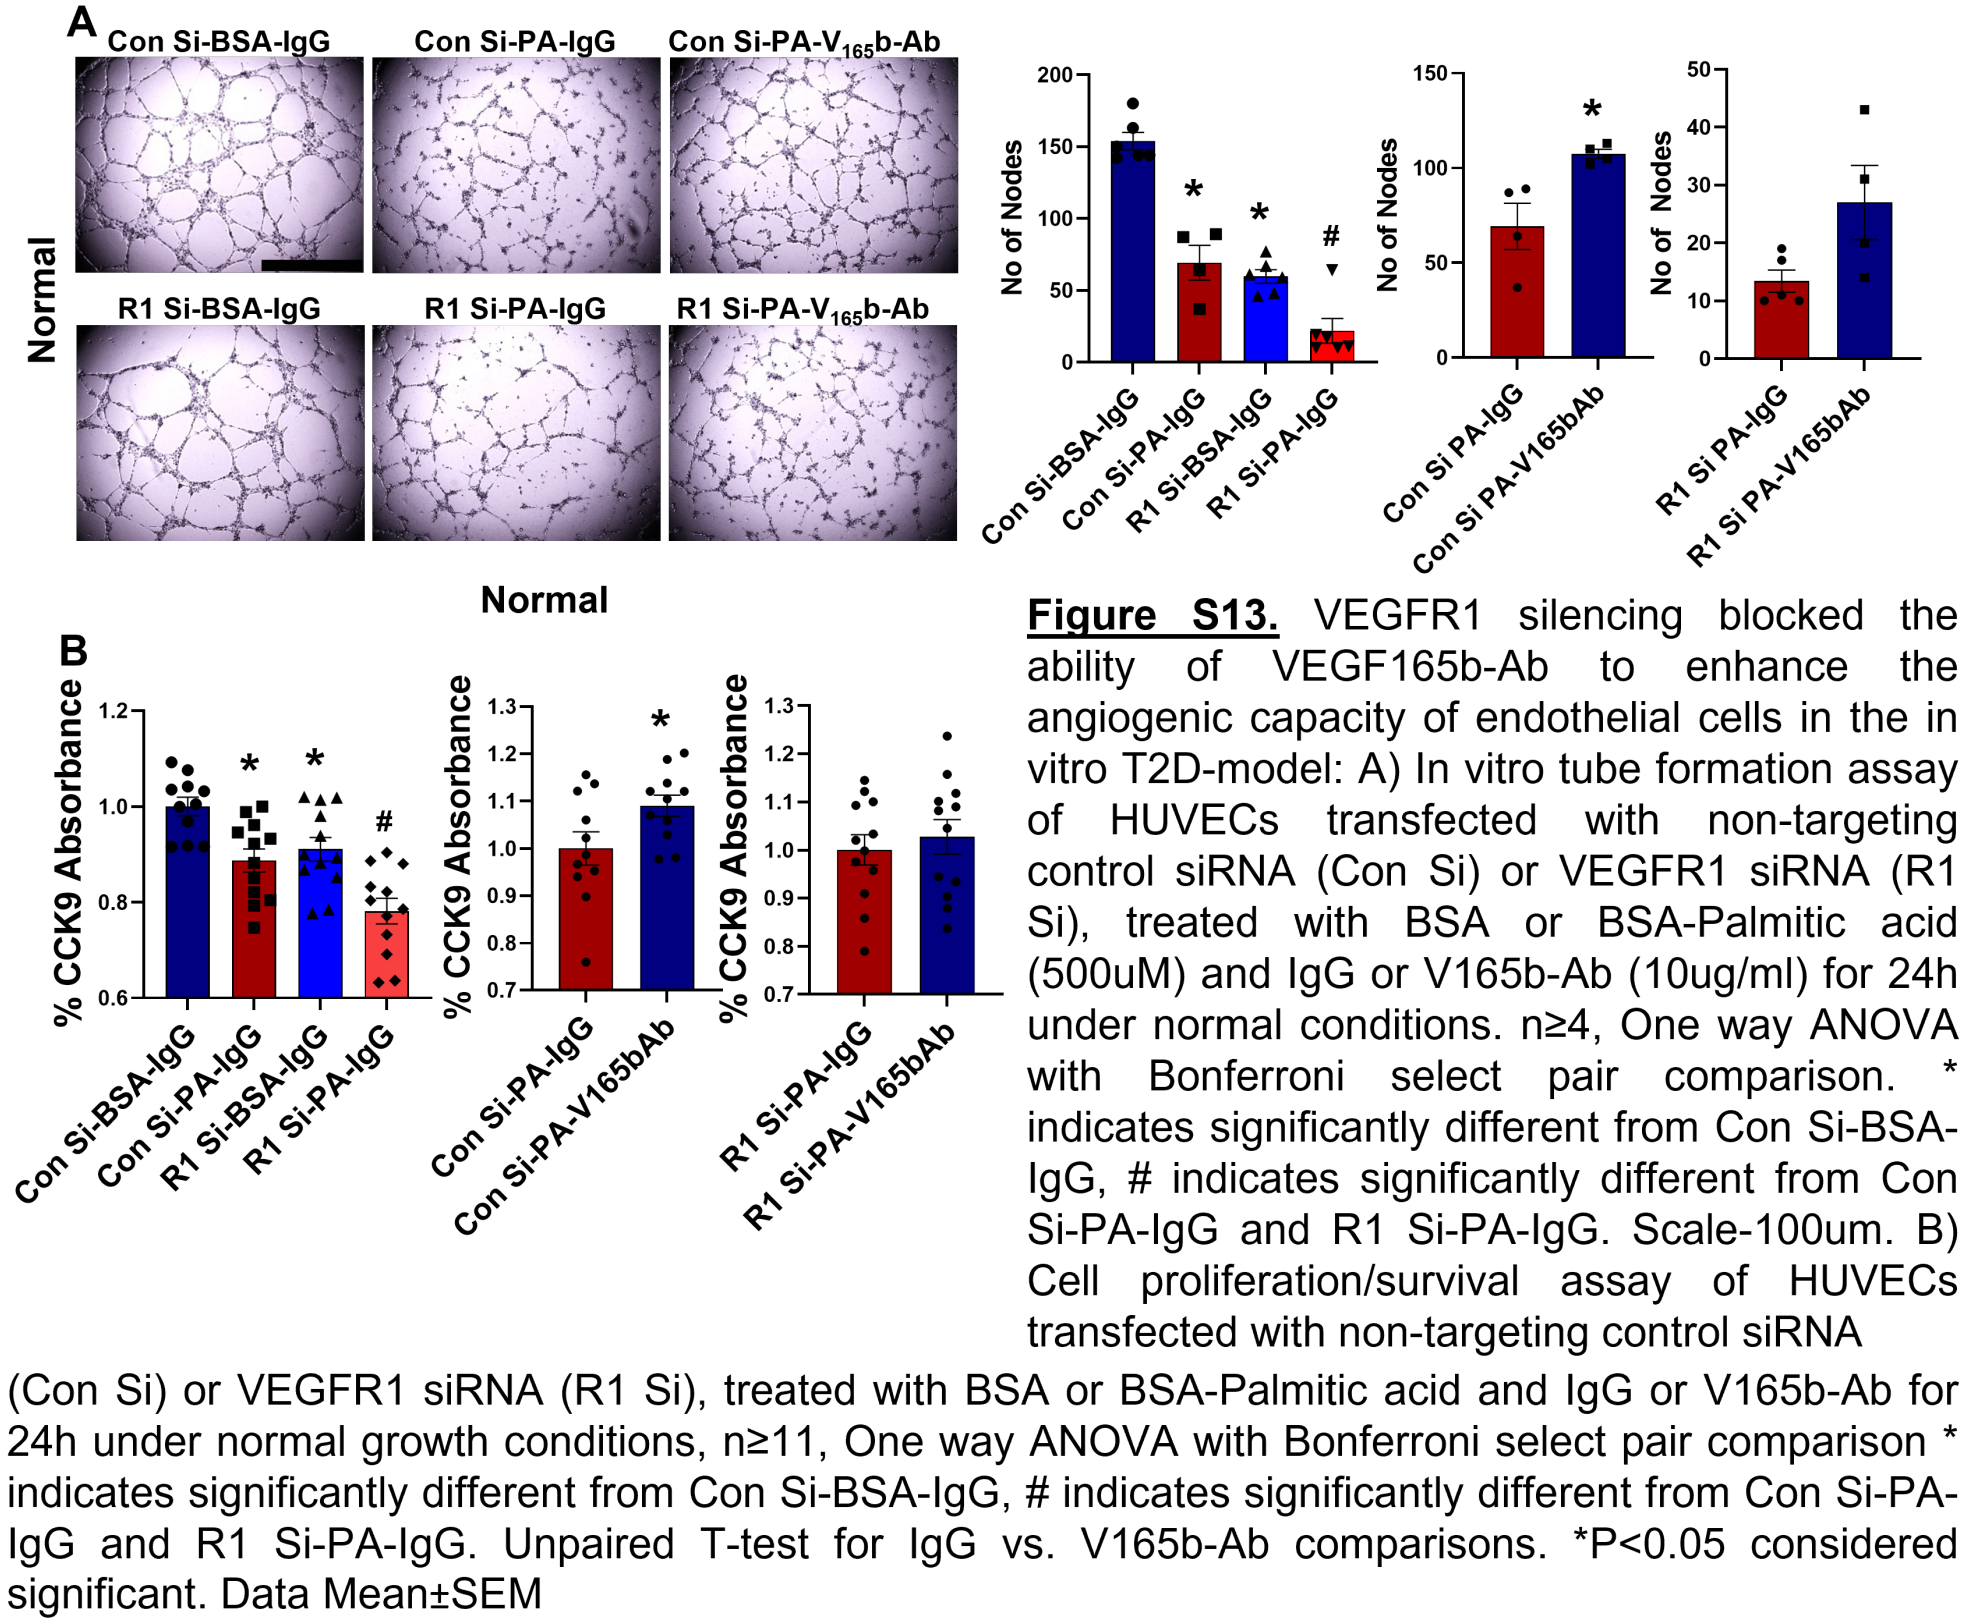 A
Con Si-BSA-IgG
Con Si-PA-IgG
Con Si-PA-V165b-Ab
Normal
R1 Si-BSA-IgG
R1 Si-PA-IgG
R1 Si-PA-V165b-Ab
No of Nodes
200
150
100
50
0
*
*
#
Con Si-BSA-IgG
Con Si-PA-IgG
R1 Si-BSA-IgG
R1 Si-PA-IgG
No of Nodes
150
100
50
0
*
Con Si PA-IgG
Con Si PA-V165bAb
No of Nodes
50
40
30
20
10
0
R1 Si PA-IgG
R1 Si PA-V165bAb
Normal
B
% CCK9 Absorbance
1.2
1.0
0.8
0.6
*
*
#
Con Si-BSA-IgG
Con Si-PA-IgG
R1 Si-BSA-IgG
R1 Si-PA-IgG
% CCK9 Absorbance
1.3
1.2
1.1
1.0
0.9
0.8
0.7
*
Con Si-PA-IgG
Con Si-PA-V165bAb
% CCK9 Absorbance
1.3
1.2
1.1
1.0
0.9
0.8
0.7
R1 Si-PA-IgG
R1 Si-PA-V165bAb
Figure S13. VEGFR1 silencing blocked the
ability of VEGF165b-Ab to enhance the
angiogenic capacity of endothelial cells in the in
vitro T2D-model: A) In vitro tube formation assay
of HUVECs transfected with non-targeting
control siRNA (Con Si) or VEGFR1 siRNA (R1
Si), treated with BSA or BSA-Palmitic acid
(500uM) and IgG or V165b-Ab (10ug/ml) for 24h
under normal conditions. n≥4, One way ANOVA
with Bonferroni select pair comparison. *
indicates significantly different from Con Si-BSA-
IgG, # indicates significantly different from Con
Si-PA-IgG and R1 Si-PA-IgG. Scale-100um. B)
Cell proliferation/survival assay of HUVECs
transfected with non-targeting control siRNA
(Con Si) or VEGFR1 siRNA (R1 Si), treated with BSA or BSA-Palmitic acid and IgG or V165b-Ab for
24h under normal growth conditions, n≥11, One way ANOVA with Bonferroni select pair comparison *
indicates significantly different from Con Si-BSA-IgG, # indicates significantly different from Con Si-PA-
IgG and R1 Si-PA-IgG. Unpaired T-test for IgG vs. V165b-Ab comparisons. *P<0.05 considered
significant. Data Mean±SEM